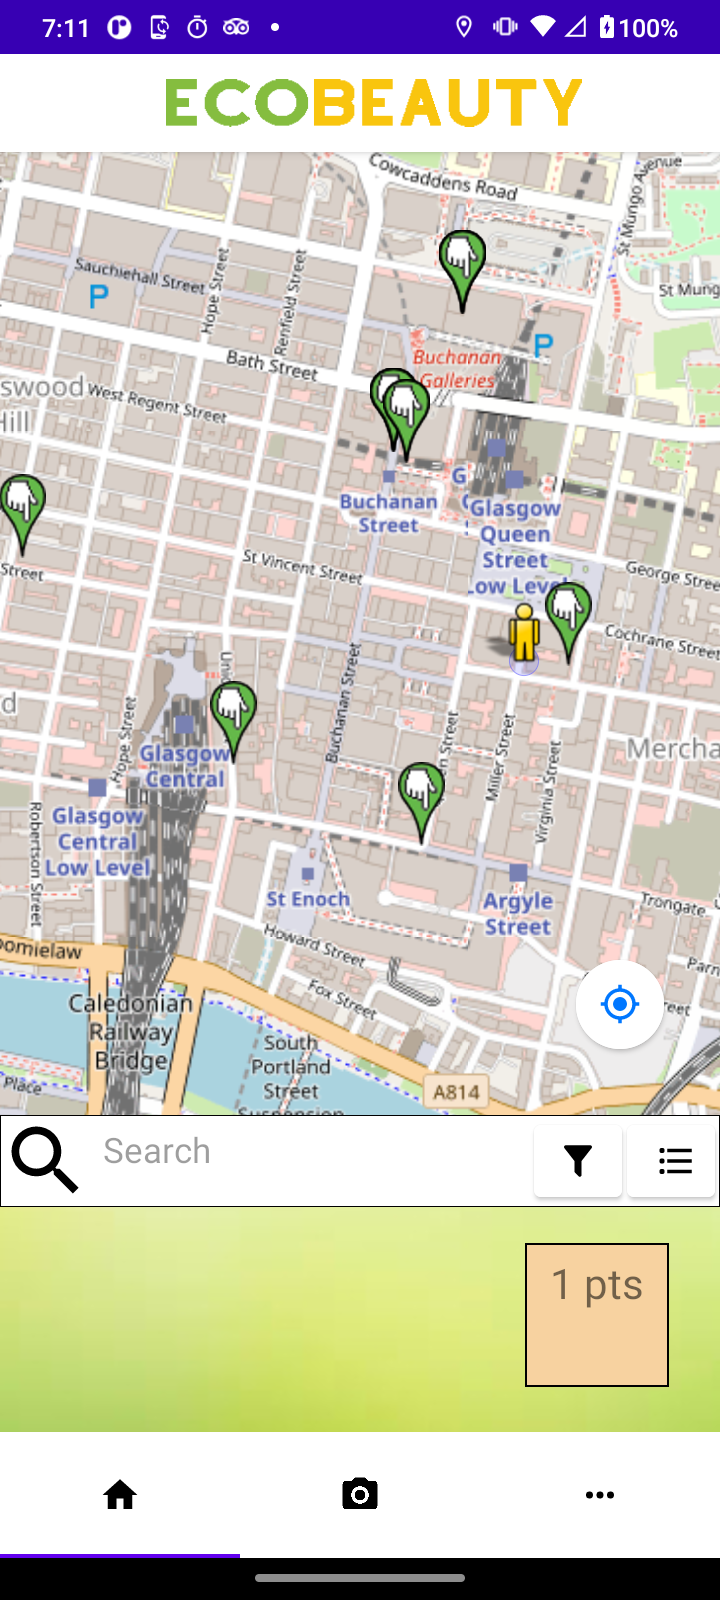 7:11
100%
ECOBEAUTY
Cowcaddens Road
St Mungo Avenue
Sauchiehall Street
P
Hope Street
Renfield Street
St Mung
P
Buchanan
Galleries
Bath Street
swood
Hill
West Regent Street
Buchanan
Street
G
Glasgow
Queen
Street
Low Level
Street
St Vincent Street
George Stree
Cochrane Stree
Buchanan Street
Hope Street
Glasgow
Central
Miller Street
Virginia Street
Mercha
Glasgow
Central
Low Level
Robertson Street
St Enoch
Argyle
Street
Trongate
Howard Street
oomielaw
Fox Street
Parn
reet
Caledonian
Railway
Bridge
South
Portland
Street
Suspension
Place
A814
Search
1 pts